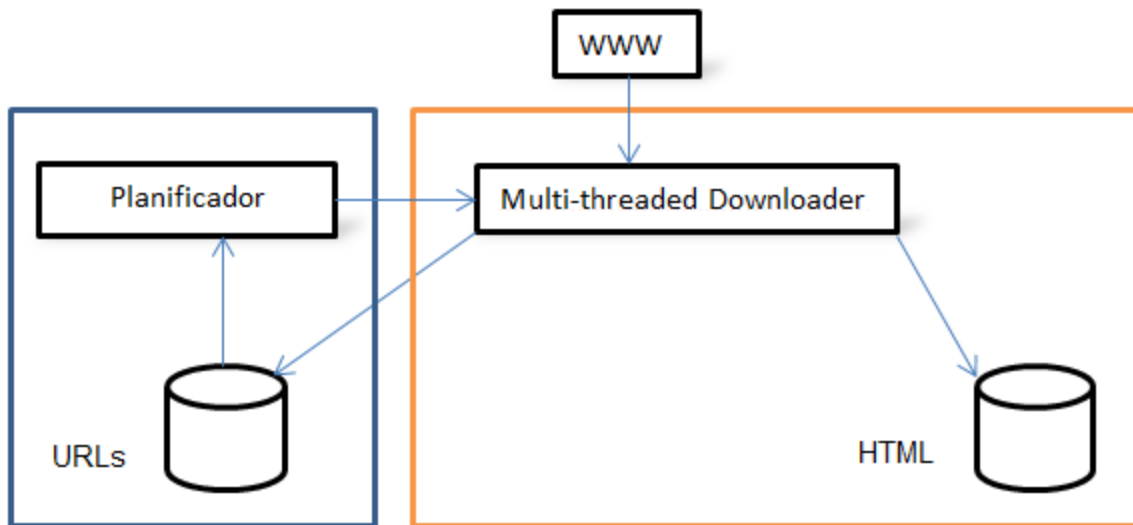 WWW
Planificador
Multi-threaded Downloader
URLs
HTML